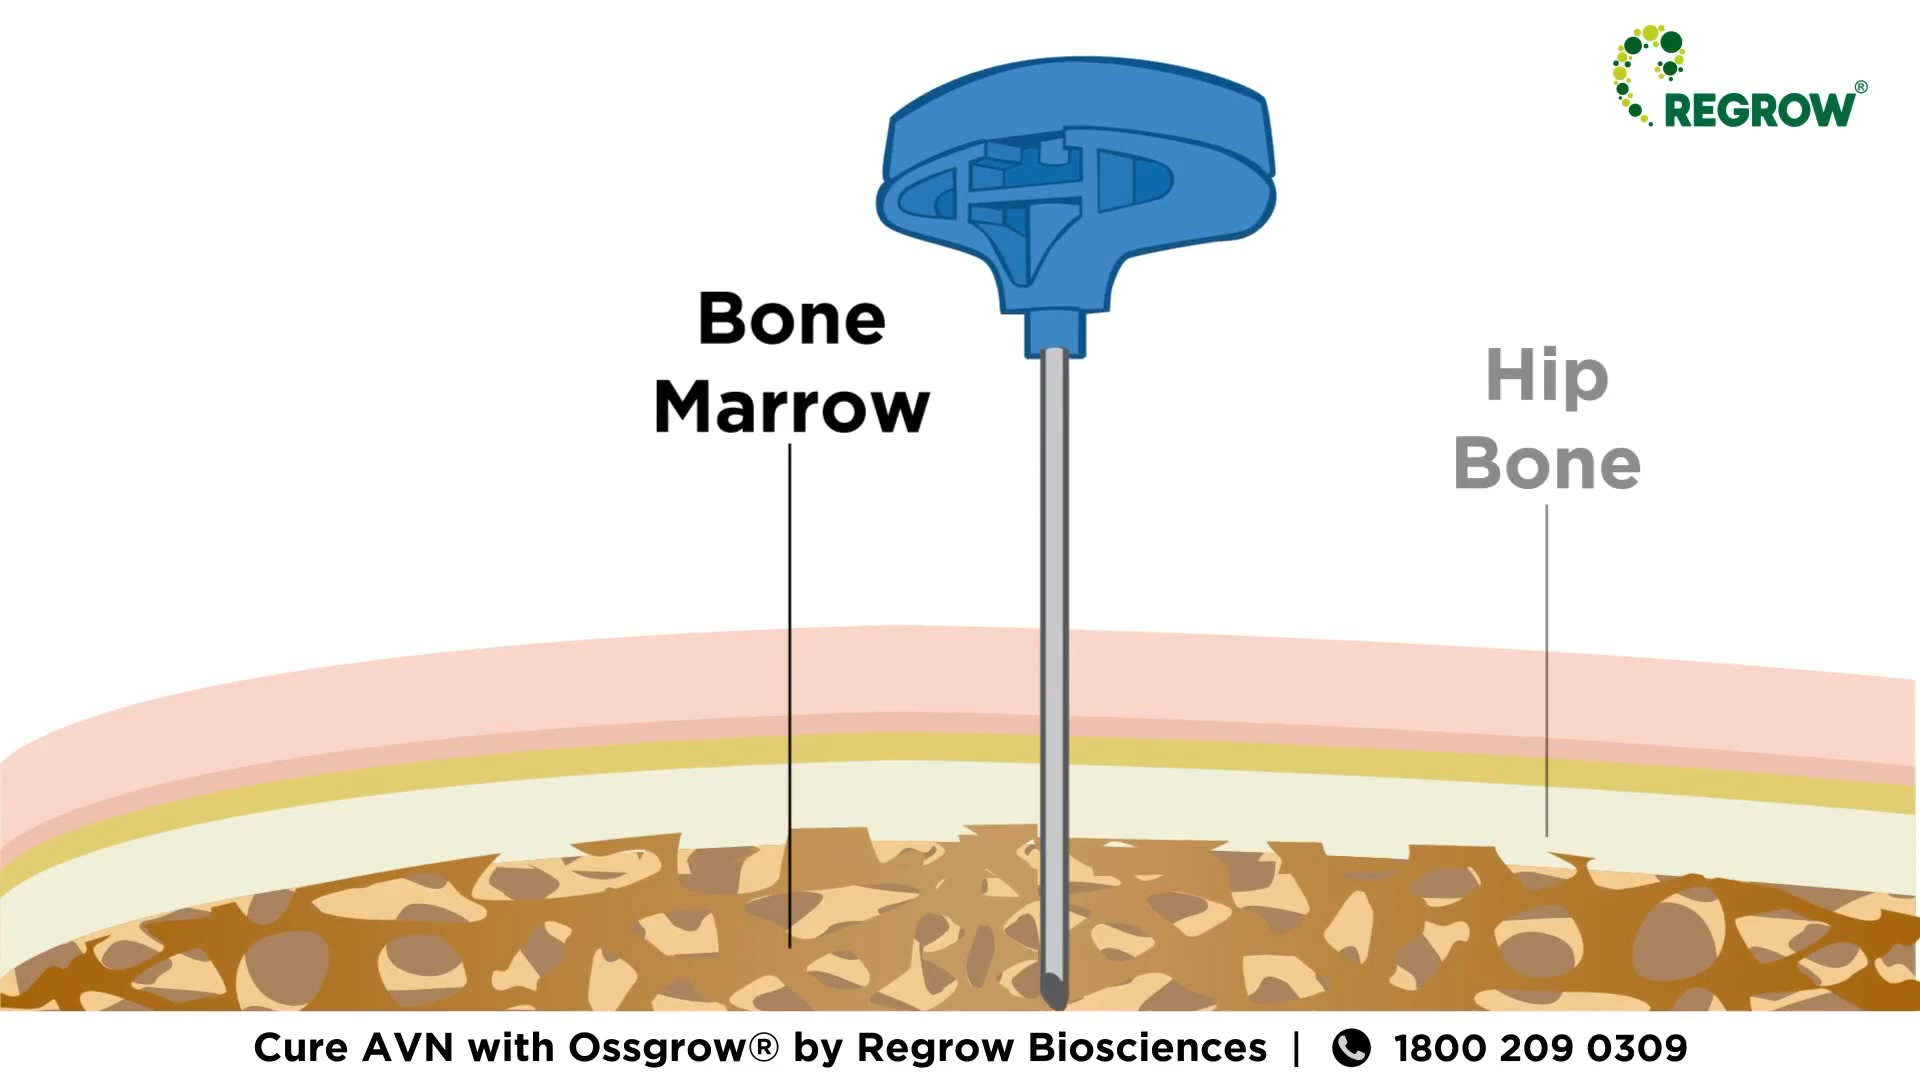 REGROW®
Bone
Marrow
Hip
Bone
Cure AVN with Ossgrow® by Regrow Biosciences | 1800 209 0309